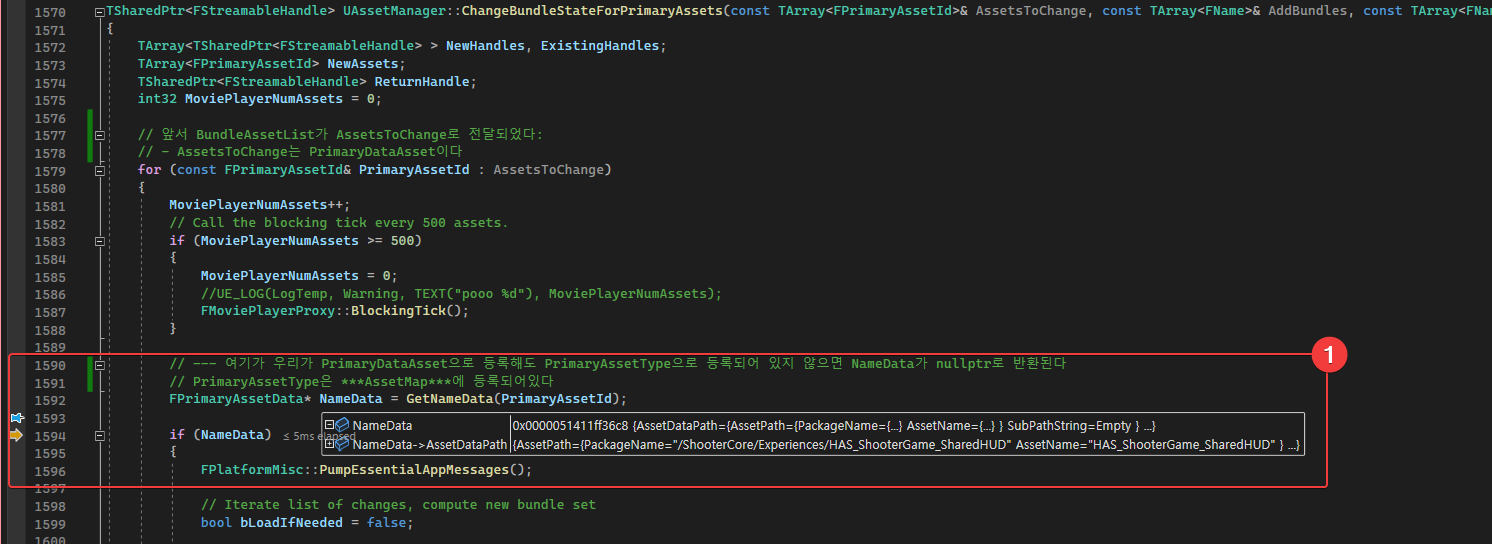 1570 TSharedPtr<FStreamableHandle> UAssetManager::ChangeBundleStateForPrimaryAssets(const TArray<FPrimaryAssetId>& AssetsToChange, const TArray<FName>& AddBundles, const TArray<FNa
1571 {
1572 TArray<TSharedPtr<FStreamableHandle> > NewHandles, ExistingHandles;
1573 TArray<FPrimaryAssetId> NewAssets;
1574 TSharedPtr<FStreamableHandle> ReturnHandle;
1575 int32 MoviePlayerNumAssets = 0;
1576
1577 // 앞서 BundleAssetList가 AssetsToChange로 전달되었다:
1578 // - AssetsToChange는 PrimaryDataAsset이다
1579 for (const FPrimaryAssetId& PrimaryAssetId : AssetsToChange)
1580 {
1581 MoviePlayerNumAssets++;
1582 // Call the blocking tick every 500 assets.
1583 if (MoviePlayerNumAssets >= 500)
1584 {
1585 MoviePlayerNumAssets = 0;
1586 //UE_LOG(LogTemp, Warning, TEXT("pooo %d"), MoviePlayerNumAssets);
1587 FMoviePlayerProxy::BlockingTick();
1588 }
1589
1
1590 // --- 여기가 우리가 PrimaryDataAsset으로 등록해도 PrimaryAssetType으로 등록되어 있지 않으면 NameData가 nullptr로 반환된다
1591 // PrimaryAssetType은 ***AssetMap***에 등록되어있다
1592 FPrimaryAssetData* NameData = GetNameData(PrimaryAssetId);
1593
NameData 0x0000051411ff36c8 {AssetDataPath={AssetPath={PackageName={...} AssetName={...} } SubPathString=Empty } ...}
1594 if (NameData) ≤ 5ms elapsed
NameData->AssetDataPath {AssetPath={PackageName="/ShooterCore/Experiences/HAS_ShooterGame_SharedHUD" AssetName="HAS_ShooterGame_SharedHUD" } ...}
1595 {
1596 FPlatformMisc::PumpEssentialAppMessages();
1597
1598 // Iterate list of changes, compute new bundle set
1599 bool bLoadIfNeeded = false;
1600